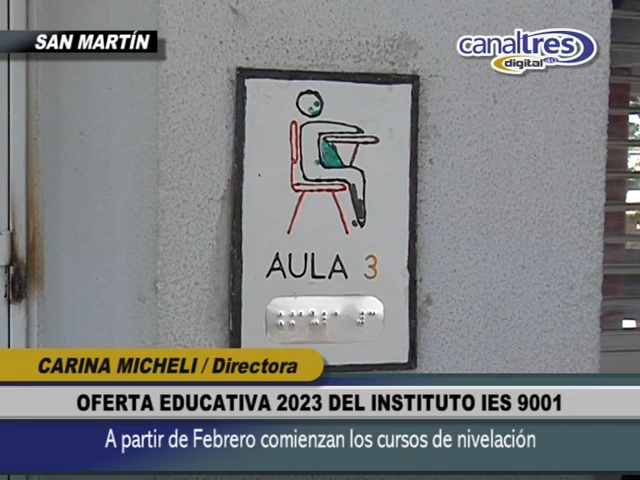 SAN MARTÍN
canaltres
digital
AULA 3
CARINA MICHELI / Directora
OFERTA EDUCATIVA 2023 DEL INSTITUTO IES 9001
A partir de Febrero comienzan los cursos de nivelación